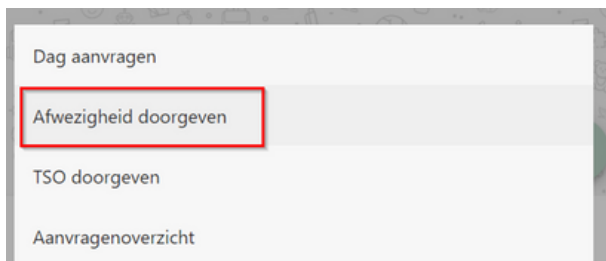 Dag aanvragen
Afwezigheid doorgeven
TSO doorgeven
Aanvragenoverzicht